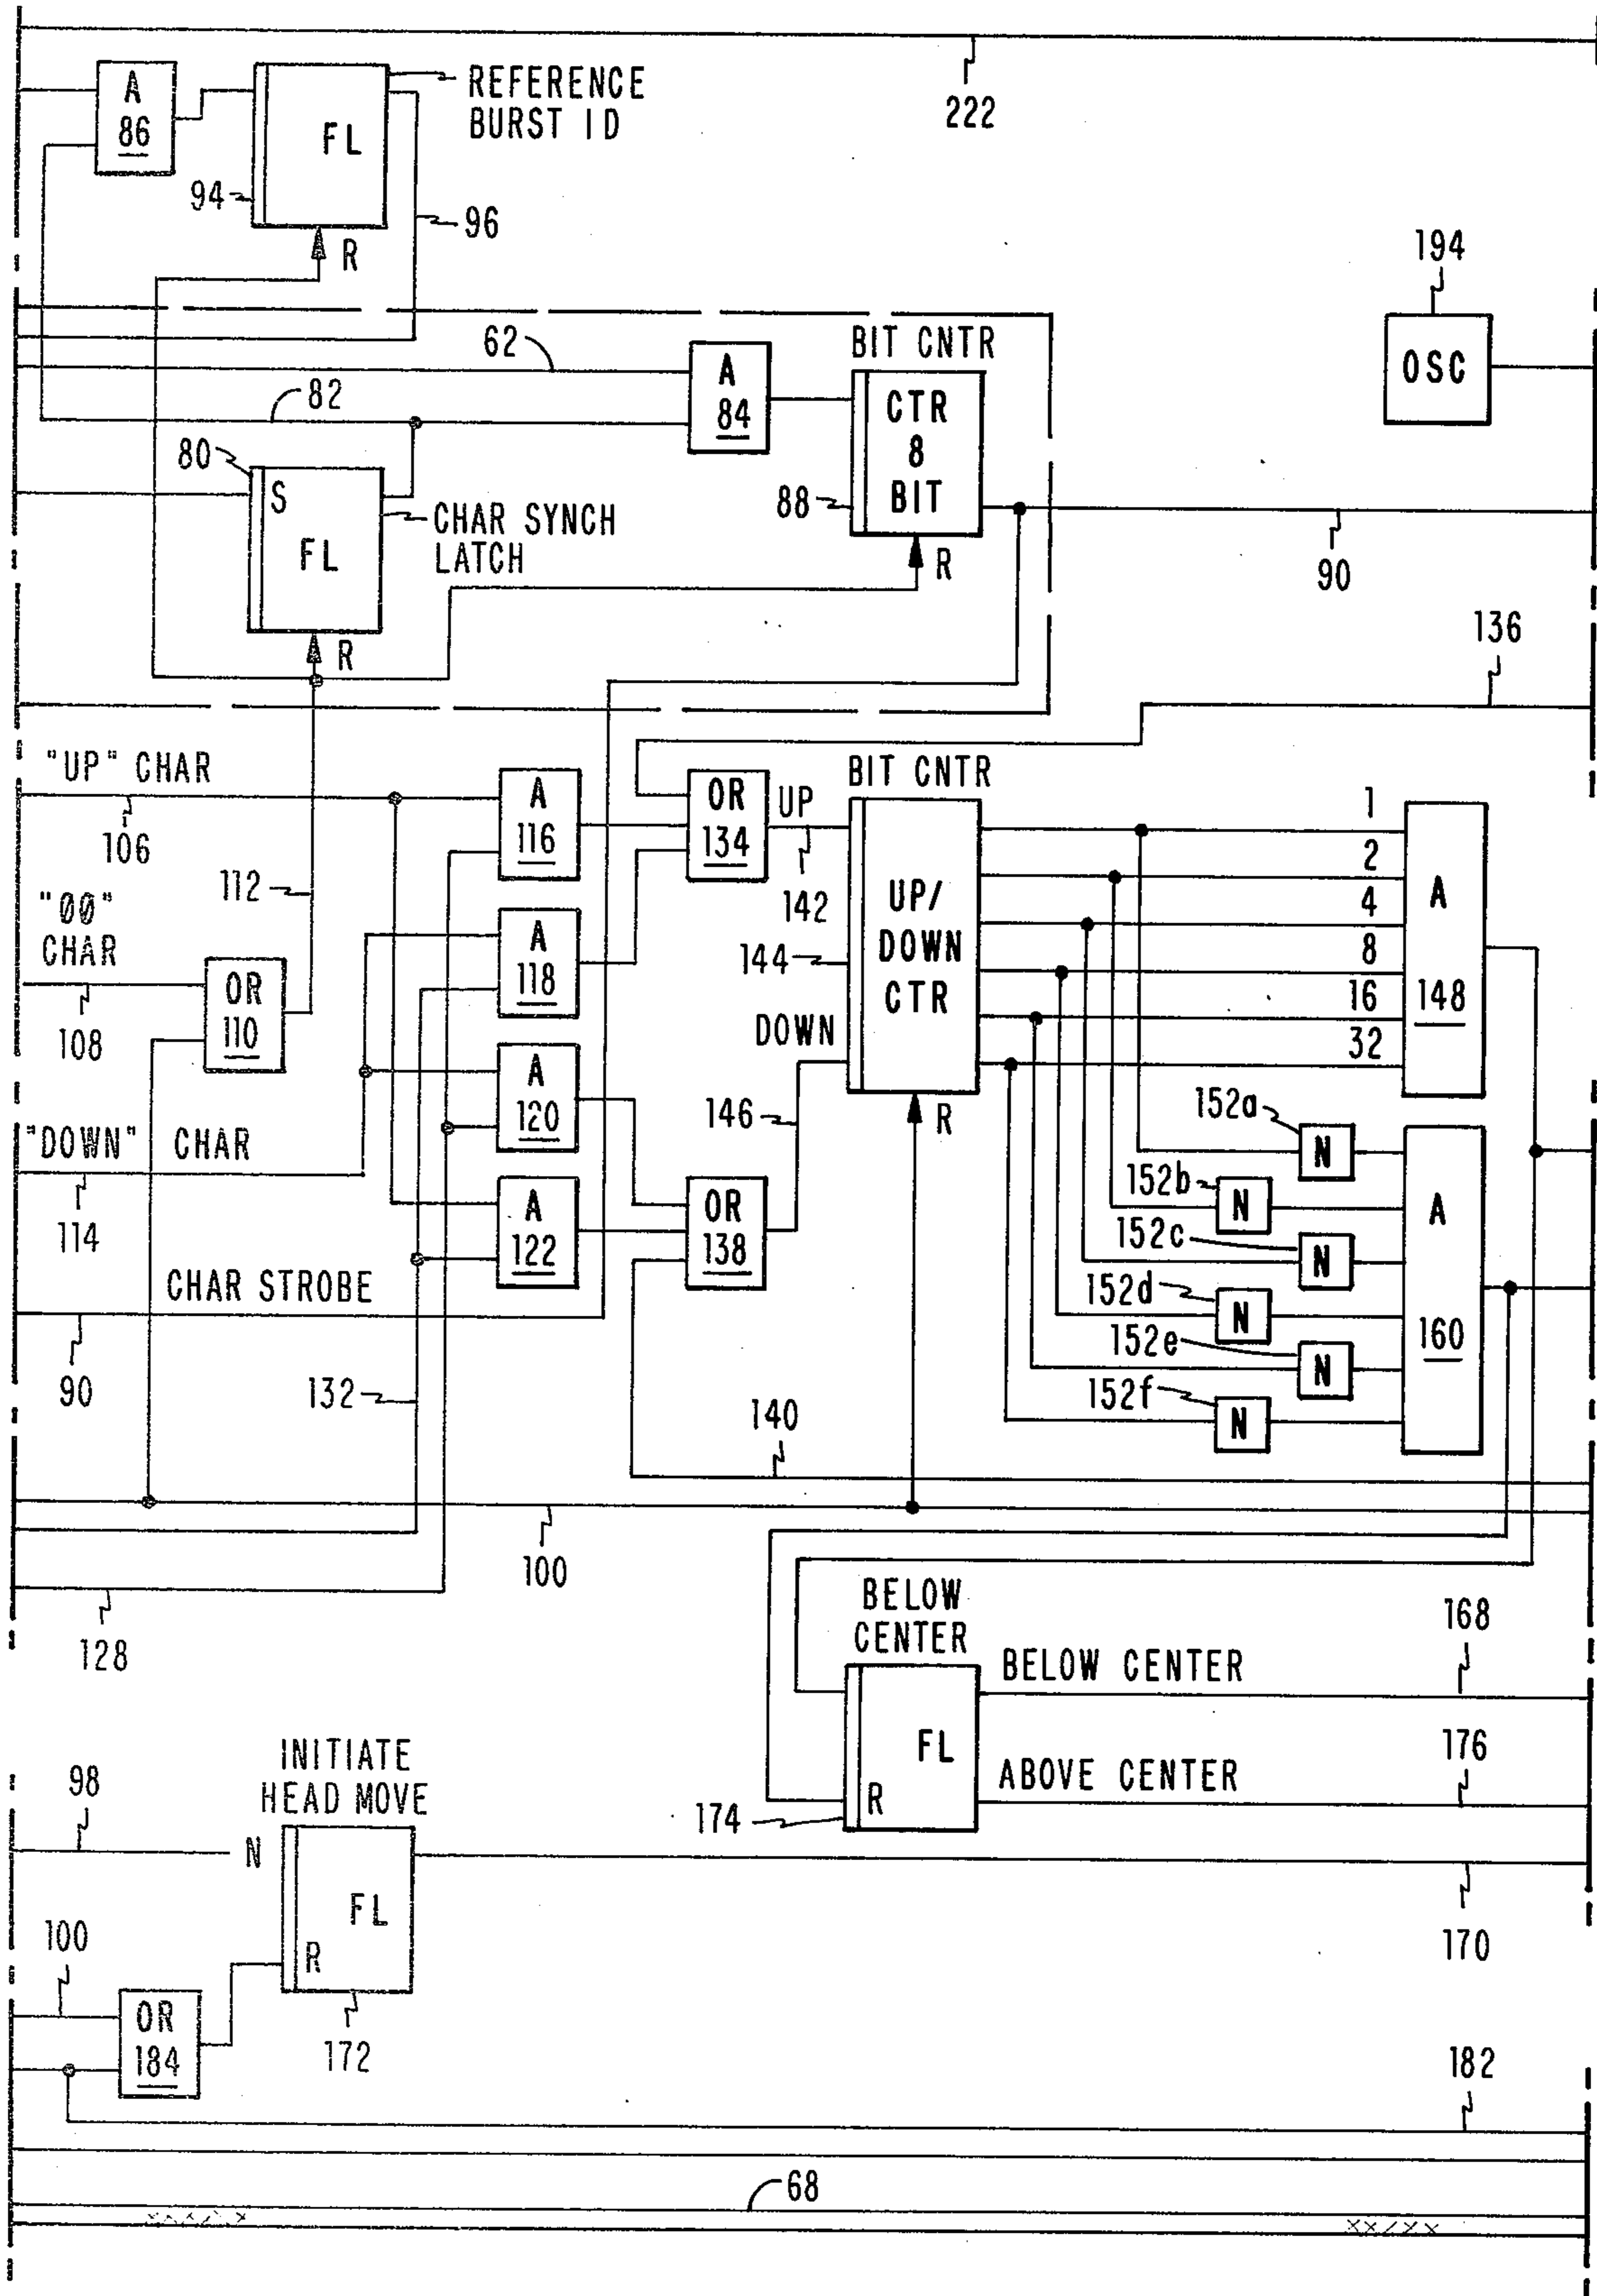 222
A
86
FL
REFERENCE
BURST ID
94
R
96
194
OSC
62
82
A
84
BIT CNTR
CTR
8
BIT
88
R
90
80
S
FL
CHAR SYNCH
LATCH
R
136
"UP" CHAR
106
112
"00"
CHAR
108
OR
110
"DOWN" CHAR
114
CHAR STROBE
90
132
128
A
116
A
118
A
120
A
122
OR
134
UP
142
OR
138
DOWN
146
140
100
BIT CNTR
UP/
DOWN
CTR
144
R
1
2
4
8
16
32
A
148
152a
N
152b
N
152c
N
152d
N
152e
N
152f
N
A
160
BELOW
CENTER
FL
R
174
BELOW CENTER
168
ABOVE CENTER
176
98
N
INITIATE
HEAD MOVE
FL
R
172
170
100
OR
184
182
68